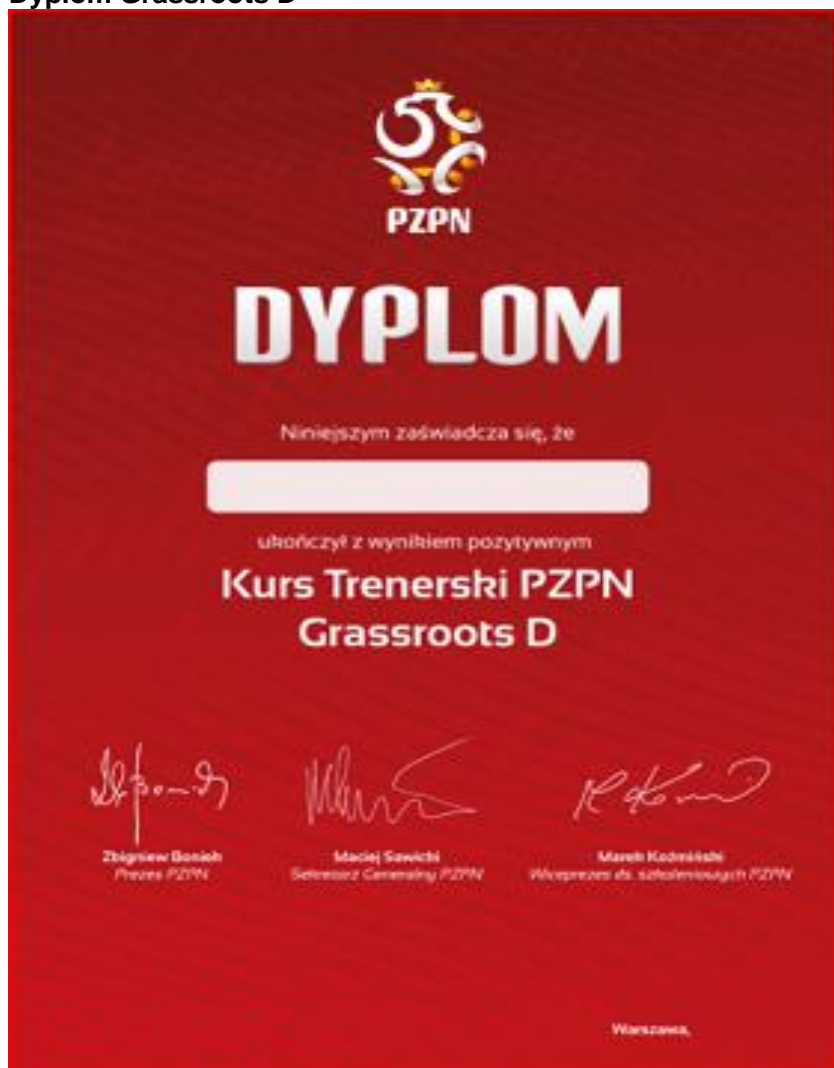 Dyplom Grassroots D
PZPN
DYPLOM
Niniejszym zaświadcza się, że
ukończył z wynikiem pozytywnym
Kurs Trenerski PZPN
Grassroots D
Zbigniew Boniek
Prezes PZPN
Maciej Sawicki
Sekretarz Generalny PZPN
Marek Koźmiński
Wiceprezes ds. szkoleniowych PZPN
Warszawa,